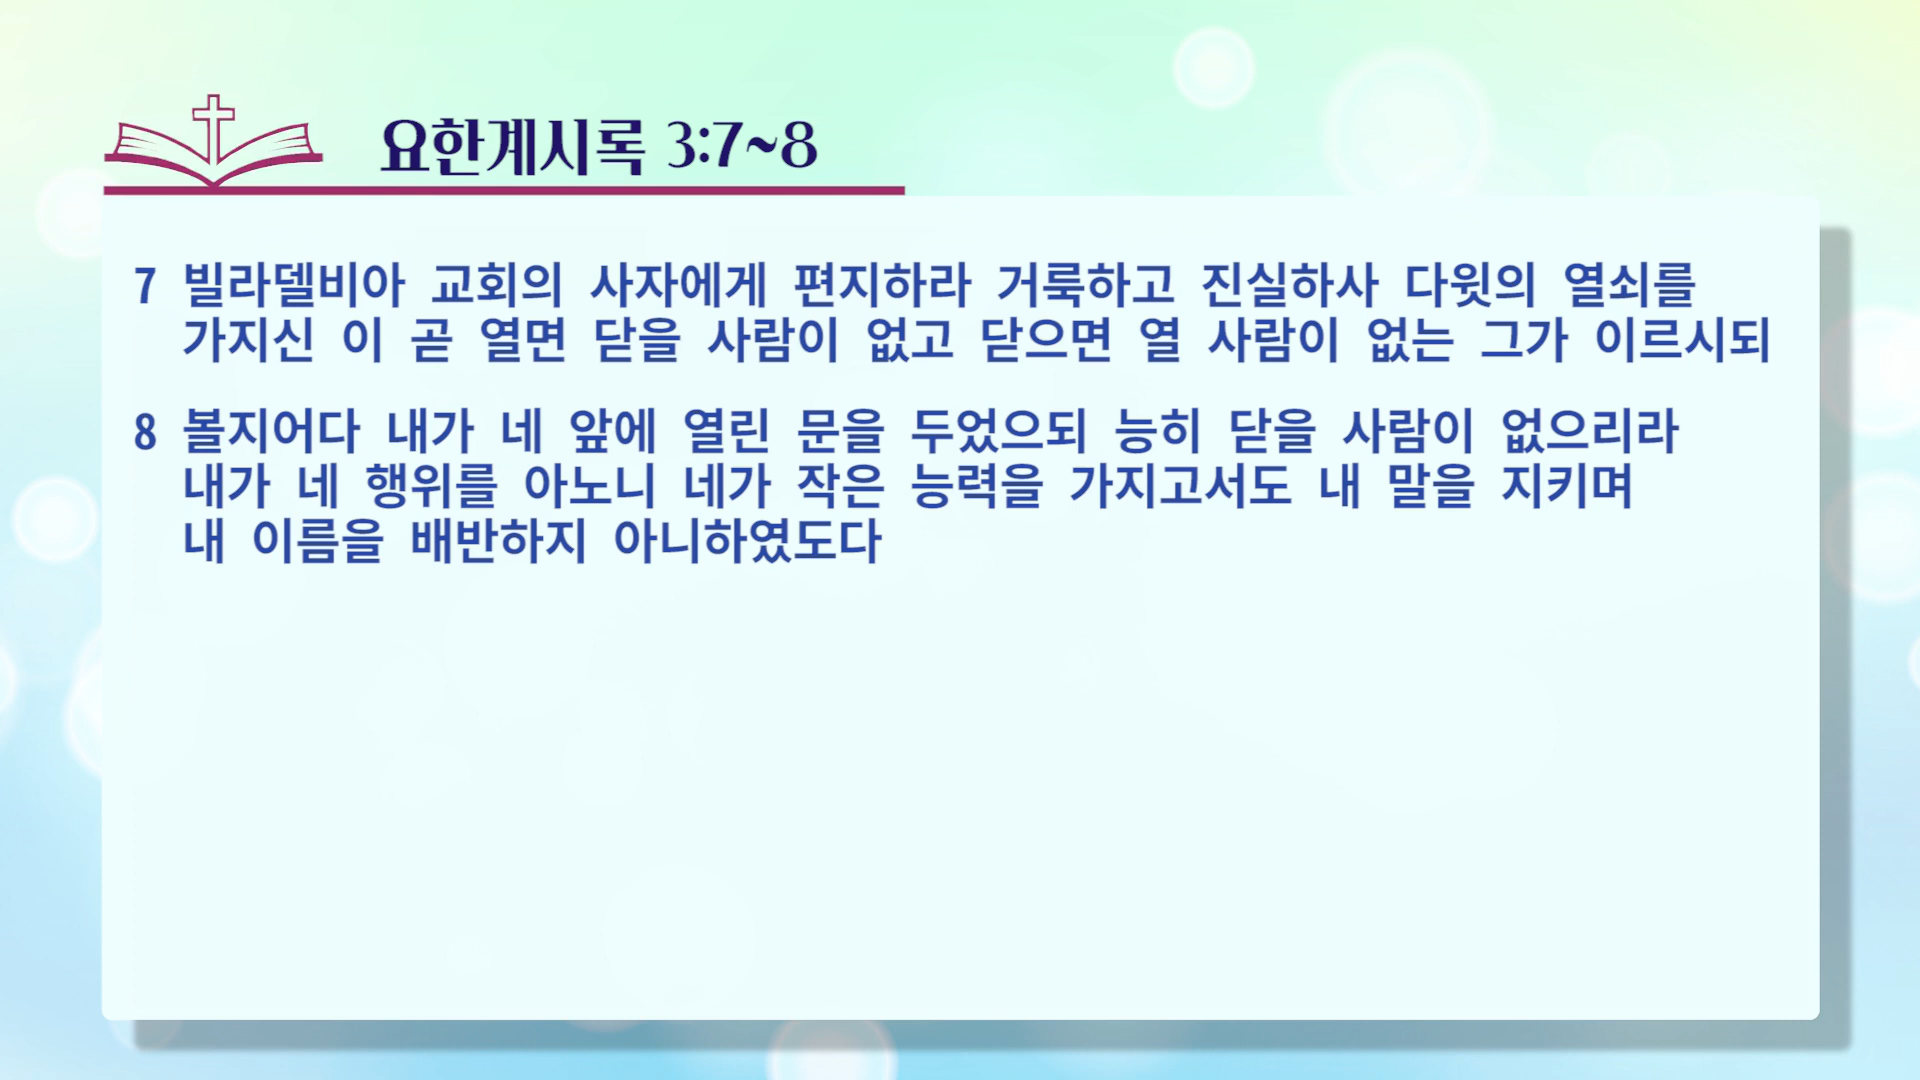 요한계시록 3:7~8
7 빌라델비아 교회의 사자에게 편지하라 거룩하고 진실하사 다윗의 열쇠를
가지신 이 곧 열면 닫을 사람이 없고 닫으면 열 사람이 없는 그가 이르시되
8 볼지어다 내가 네 앞에 열린 문을 두었으되 능히 닫을 사람이 없으리라
내가 네 행위를 아노니 네가 작은 능력을 가지고서도 내 말을 지키며
내 이름을 배반하지 아니하였도다